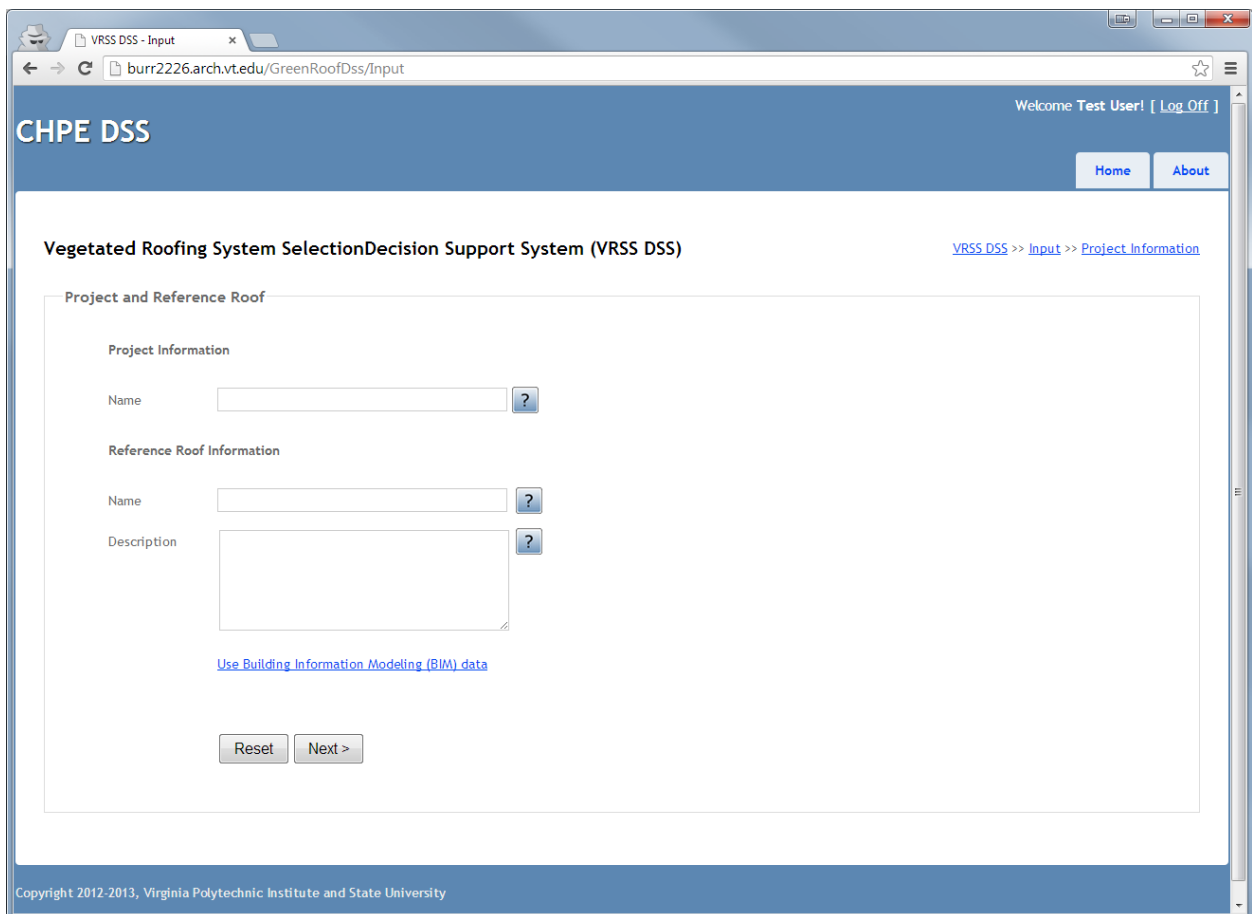 VRSS DSS - Input
burr2226.arch.vt.edu/GreenRoofDss/Input
Welcome Test User! [ Log Off ]
CHPE DSS
Home About
Vegetated Roofing System SelectionDecision Support System (VRSS DSS)
VRSS DSS >> Input >> Project Information
Project and Reference Roof
Project Information
Name ?
Reference Roof Information
Name ?
Description ?
Use Building Information Modeling (BIM) data
Reset Next >
Copyright 2012-2013, Virginia Polytechnic Institute and State University